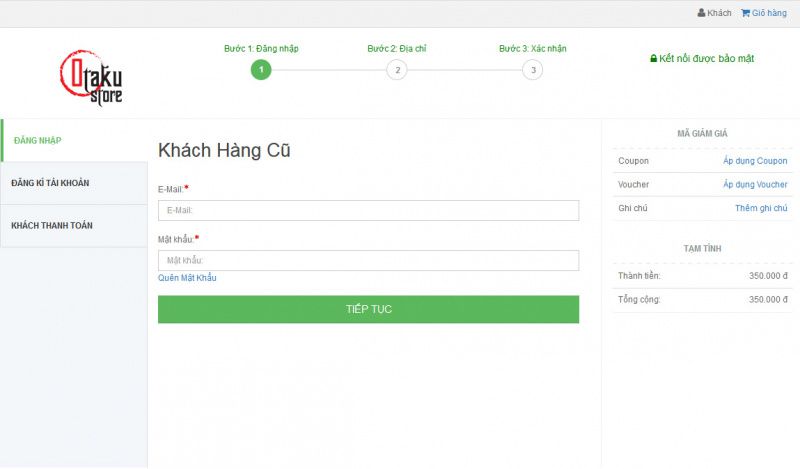 Khách Giỏ hàng
Otaku
store
Bước 1: Đăng nhập Bước 2: Địa chỉ Bước 3: Xác nhận
1 2 3
Kết nối được bảo mật
ĐĂNG NHẬP
ĐĂNG KÍ TÀI KHOẢN
KHÁCH THANH TOÁN
Khách Hàng Cũ
E-Mail:*
E-Mail:
Mật khẩu:*
Mật khẩu:
Quên Mật Khẩu
TIẾP TỤC
MÃ GIẢM GIÁ
Coupon Áp dụng Coupon
Voucher Áp dụng Voucher
Ghi chú Thêm ghi chú
TẠM TÍNH
Thành tiền: 350.000 đ
Tổng cộng: 350.000 đ